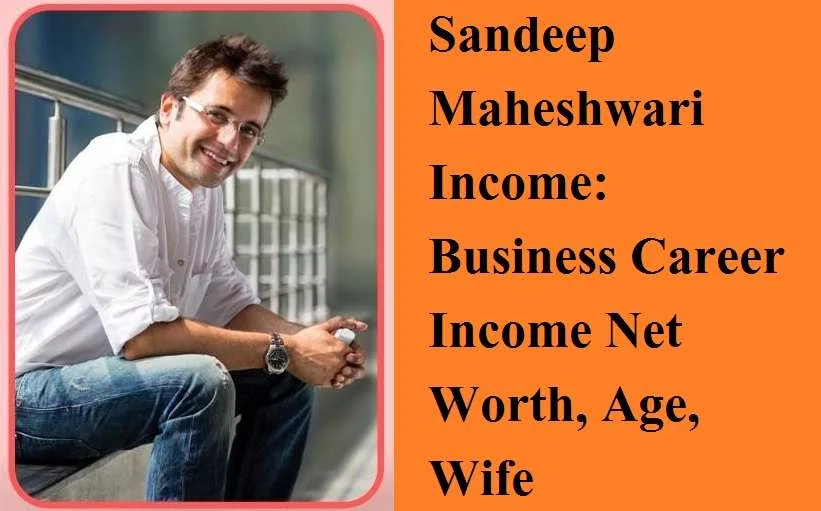 Sandeep
Maheshwari
Income:
Business Career
Income Net
Worth, Age,
Wife